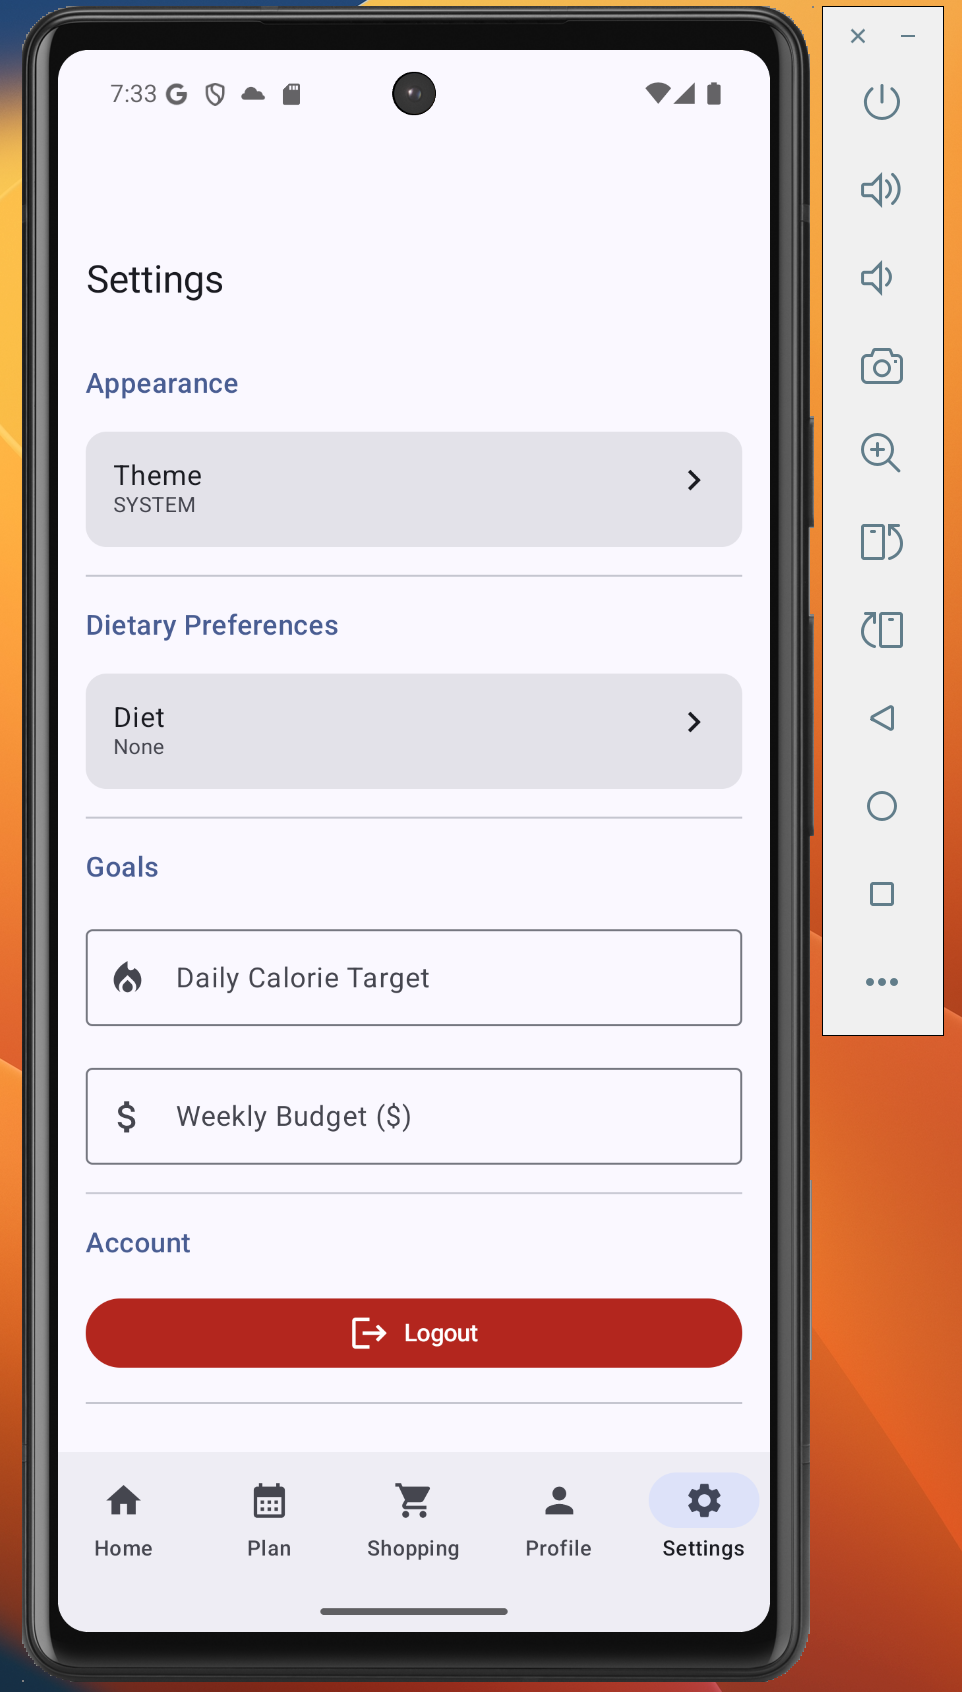 7:33
Settings
Appearance
Theme
SYSTEM
Dietary Preferences
Diet
None
Goals
Daily Calorie Target
$ Weekly Budget ($)
Account
Logout
Home Plan Shopping Profile Settings